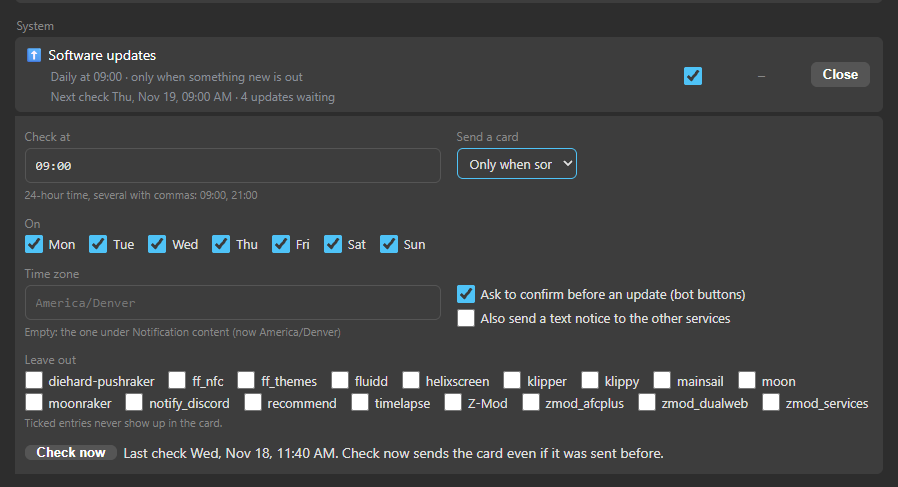 System
Software updates
Daily at 09:00 · only when something new is out
Next check Thu, Nov 19, 09:00 AM · 4 updates waiting
–
Close
Check at
Send a card
09:00
Only when sor
24-hour time, several with commas: 09:00, 21:00
On
Mon Tue Wed Thu Fri Sat Sun
Time zone
America/Denver
Ask to confirm before an update (bot buttons)
Also send a text notice to the other services
Empty: the one under Notification content (now America/Denver)
Leave out
diehard-pushraker ff_nfc ff_themes fluidd helixscreen klipper klippy mainsail moon
moonraker notify_discord recommend timelapse Z-Mod zmod_afcplus zmod_dualweb zmod_services
Ticked entries never show up in the card.
Check now Last check Wed, Nov 18, 11:40 AM. Check now sends the card even if it was sent before.